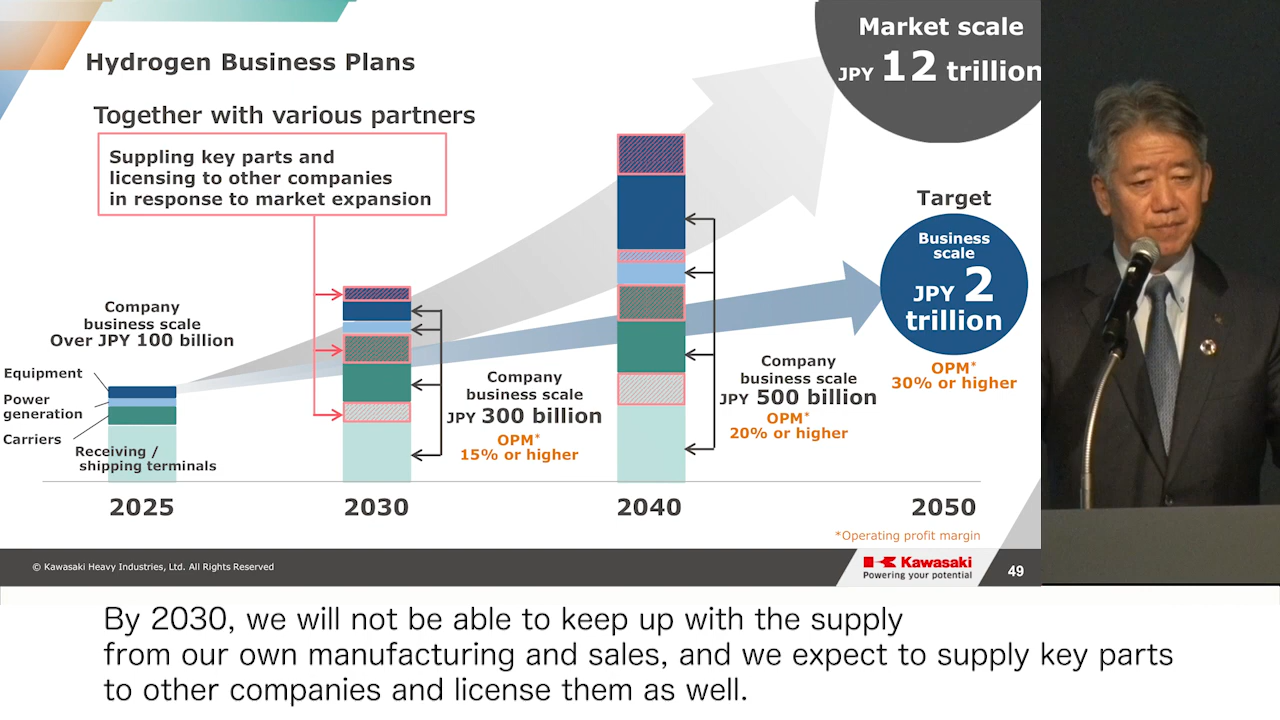 Hydrogen Business Plans
Together with various partners
Suppling key parts and
licensing to other companies
in response to market expansion
Market scale
JPY 12 trillion
Target
Business
scale
JPY 2
trillion
OPM*
30% or higher
Company
business scale
Over JPY 100 billion
Equipment
Power
generation
Carriers
Receiving /
shipping terminals
Company
business scale
JPY 300 billion
OPM*
15% or higher
Company
business scale
JPY 500 billion
OPM*
20% or higher
2025
2030
2040
2050
*Operating profit margin
© Kawasaki Heavy Industries, Ltd. All Rights Reserved
Kawasaki
Powering your potential
49
By 2030, we will not be able to keep up with the supply
from our own manufacturing and sales, and we expect to supply key parts
to other companies and license them as well.